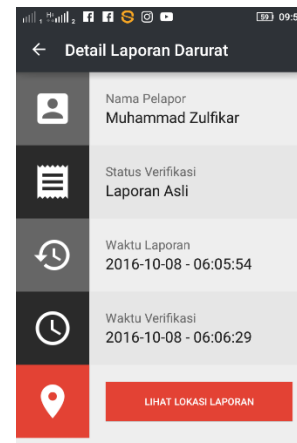 59 09:5
Detail Laporan Darurat
Nama Pelapor
Muhammad Zulfikar
Status Verifikasi
Laporan Asli
Waktu Laporan
2016-10-08 - 06:05:54
Waktu Verifikasi
2016-10-08 - 06:06:29
LIHAT LOKASI LAPORAN